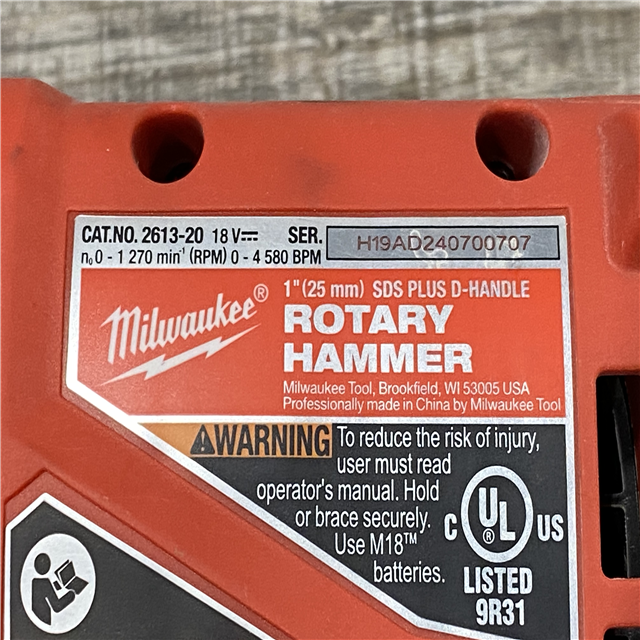 CAT.NO. 2613-20 18 V⎓ SER. H19AD240700707
n₀ 0 - 1 270 min⁻¹ (RPM) 0 - 4 580 BPM
Milwaukee®
1" (25 mm) SDS PLUS D-HANDLE
ROTARY
HAMMER
Milwaukee Tool, Brookfield, WI 53005 USA
Professionally made in China by Milwaukee Tool
⚠WARNING To reduce the risk of injury,
user must read
operator's manual. Hold
or brace securely.
Use M18™
batteries.
C UL® US
LISTED
9R31